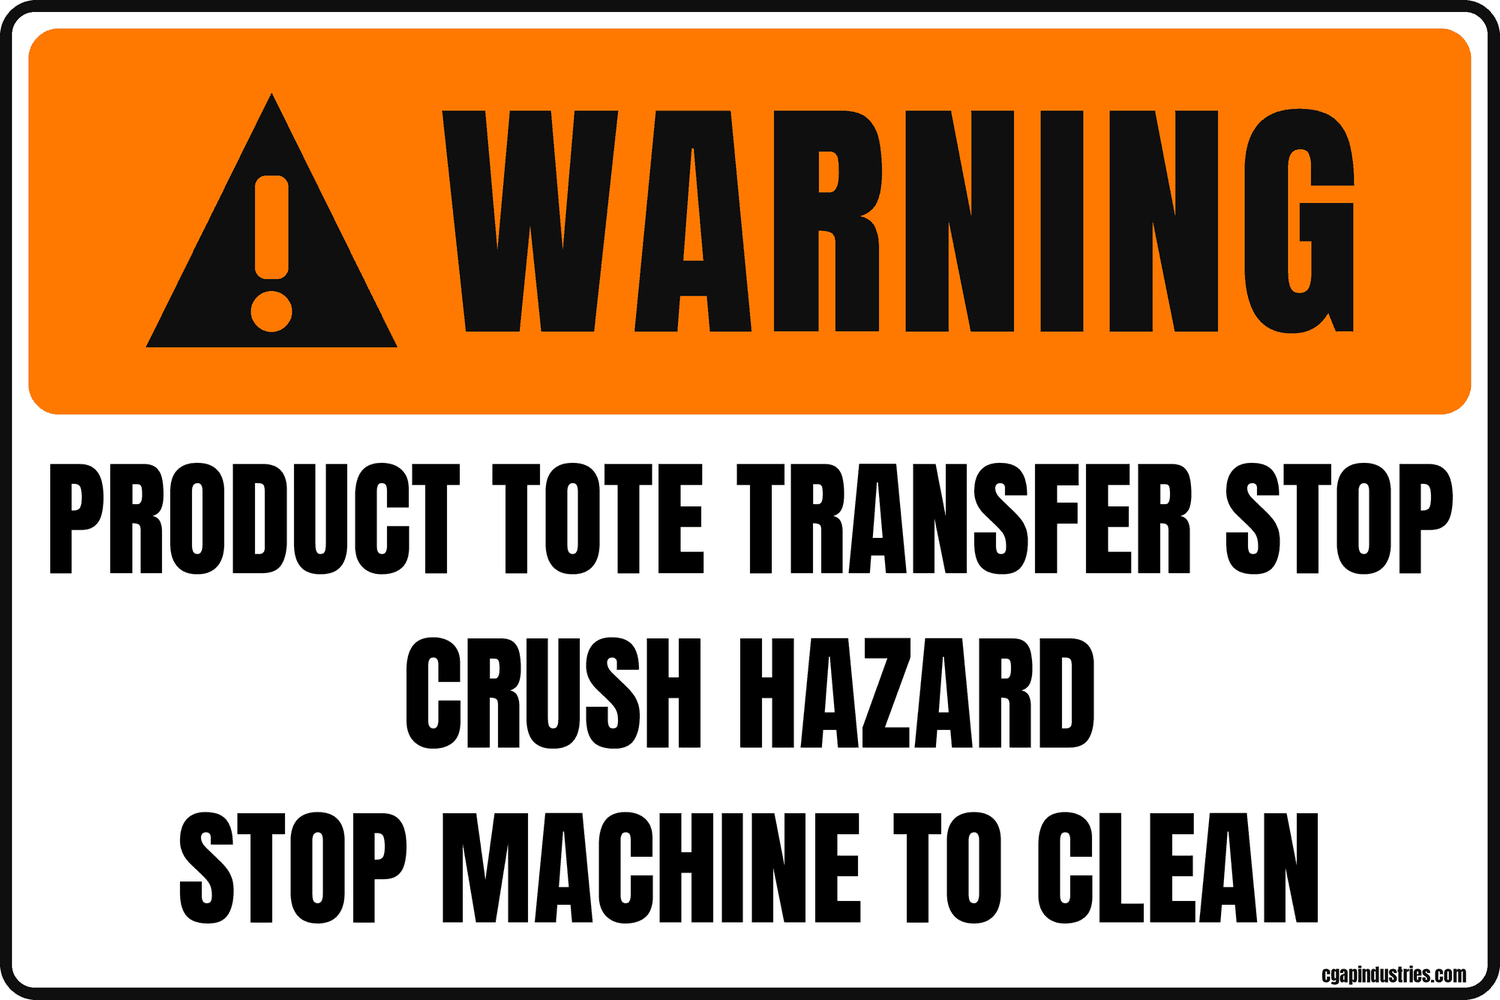 WARNING
PRODUCT TOTE TRANSFER STOP
CRUSH HAZARD
STOP MACHINE TO CLEAN
cgapindustries.com